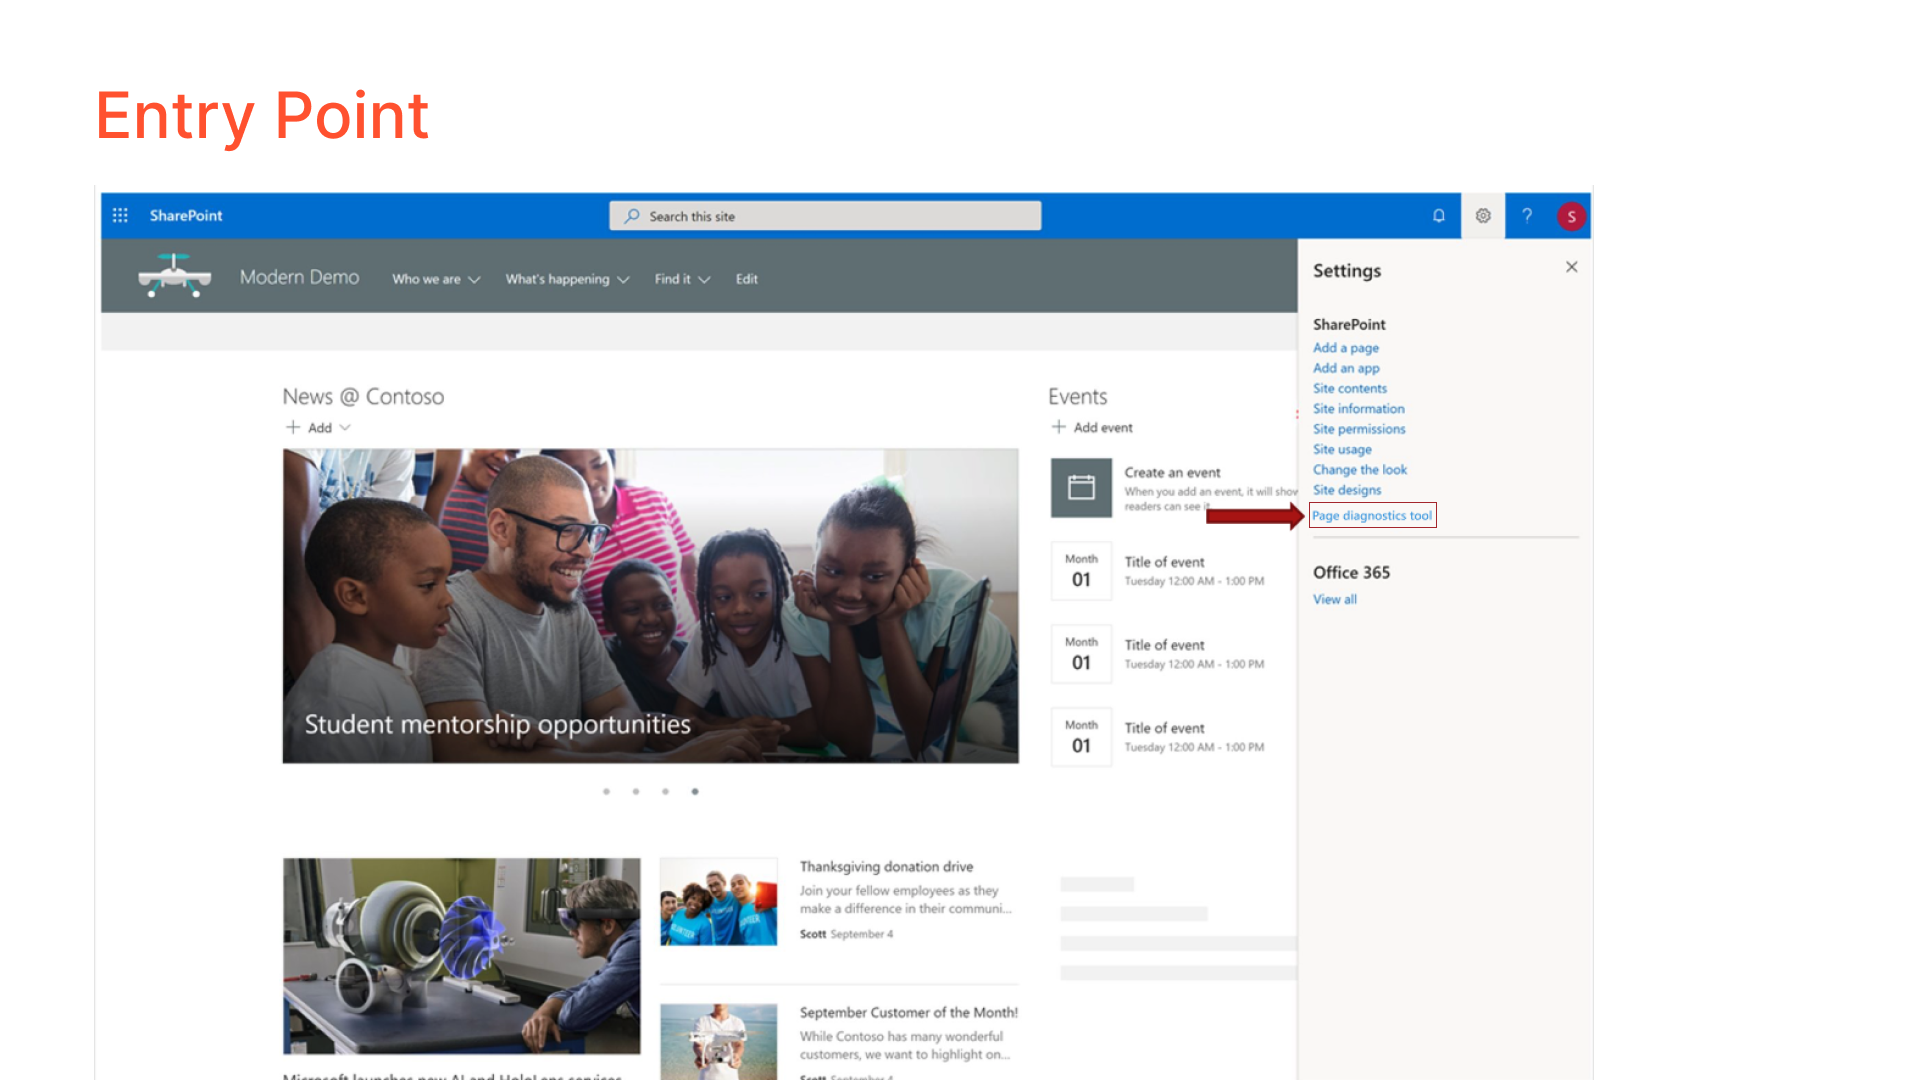 Entry Point
SharePoint
Search this site
?
S
Modern Demo
Who we are
What's happening
Find it
Edit
Settings
SharePoint
Add a page
Add an app
Site contents
Site information
Site permissions
Site usage
Change the look
Site designs
Page diagnostics tool
Office 365
View all
News @ Contoso
Add
Student mentorship opportunities
Events
Add event
Create an event
When you add an event, it will show
readers can see it
Month
01
Title of event
Tuesday 12:00 AM - 1:00 PM
Month
01
Title of event
Tuesday 12:00 AM - 1:00 PM
Month
01
Title of event
Tuesday 12:00 AM - 1:00 PM
Microsoft launches new AI and HoloLens services
Thanksgiving donation drive
Join your fellow employees as they
make a difference in their communi...
Scott September 4
September Customer of the Month!
While Contoso has many wonderful
customers, we want to highlight on...
Scott September 4